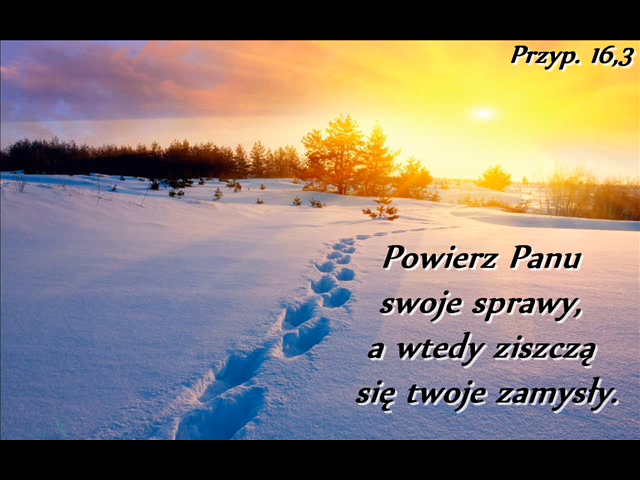 Przyp. 16,3
Powierz Panu
swoje sprawy,
a wtedy ziszczą
się twoje zamysły.